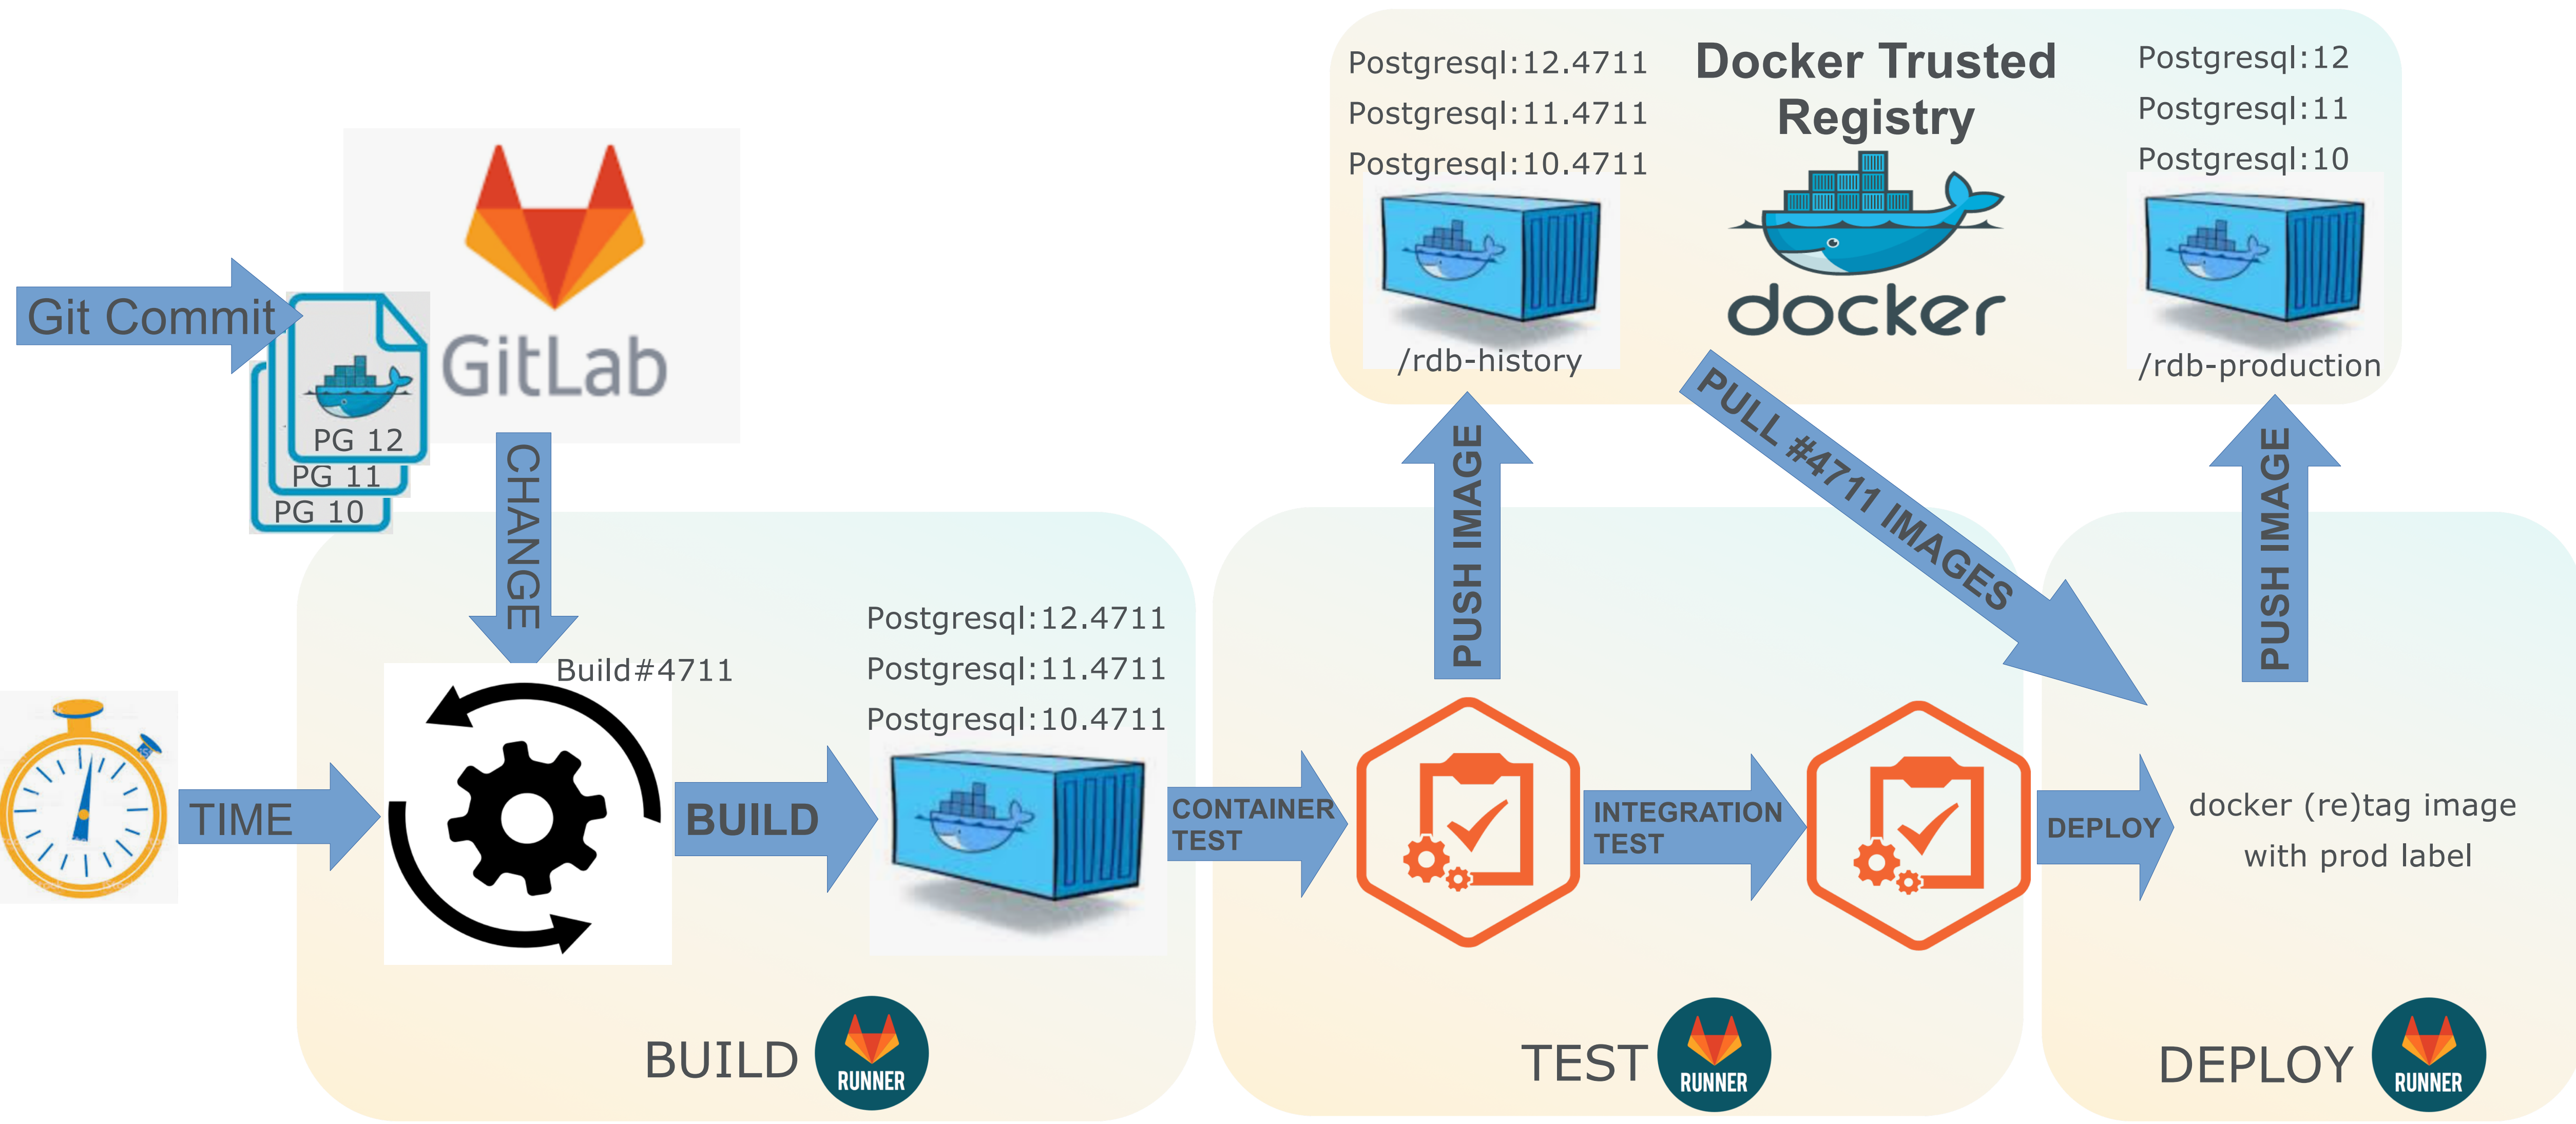 Git Commit
PG 12
PG 11
PG 10
GitLab
CHANGE
TIME
Build#4711
BUILD
Postgresql:12.4711
Postgresql:11.4711
Postgresql:10.4711
BUILD
RUNNER
CONTAINER
TEST
INTEGRATION
TEST
TEST
RUNNER
PUSH IMAGE
Postgresql:12.4711
Postgresql:11.4711
Postgresql:10.4711
/rdb-history
Docker Trusted
Registry
docker
Postgresql:12
Postgresql:11
Postgresql:10
/rdb-production
PULL #4711 IMAGES
PUSH IMAGE
DEPLOY
docker (re)tag image
with prod label
DEPLOY
RUNNER